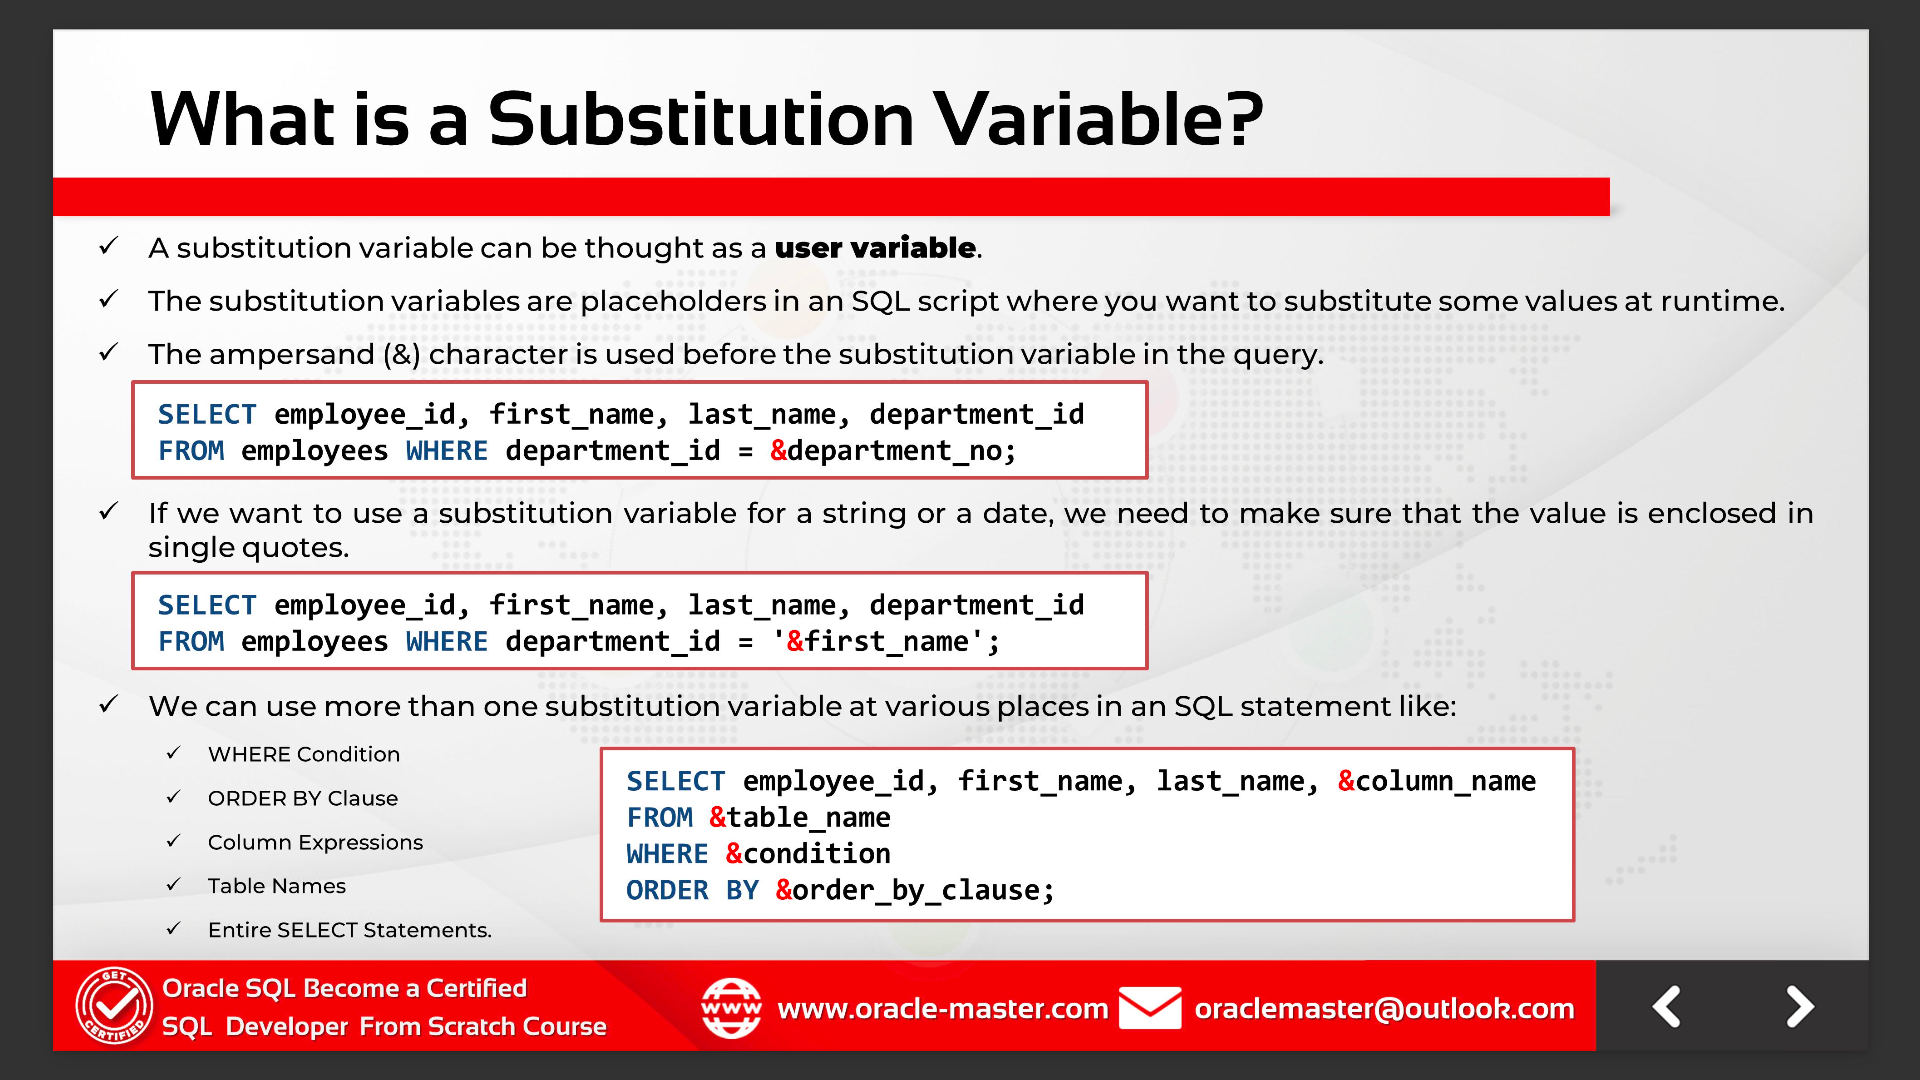 What is a Substitution Variable?
A substitution variable can be thought as a user variable.
The substitution variables are placeholders in an SQL script where you want to substitute some values at runtime.
The ampersand (&) character is used before the substitution variable in the query.
SELECT employee_id, first_name, last_name, department_id
FROM employees WHERE department_id = &department_no;
If we want to use a substitution variable for a string or a date, we need to make sure that the value is enclosed in
single quotes.
SELECT employee_id, first_name, last_name, department_id
FROM employees WHERE department_id = '&first_name';
We can use more than one substitution variable at various places in an SQL statement like:
WHERE Condition
ORDER BY Clause
Column Expressions
Table Names
Entire SELECT Statements.
SELECT employee_id, first_name, last_name, &column_name
FROM &table_name
WHERE &condition
ORDER BY &order_by_clause;
GET
CERTIFIED
Oracle SQL Become a Certified
SQL Developer From Scratch Course
www
www.oracle-master.com
oraclemaster@outlook.com